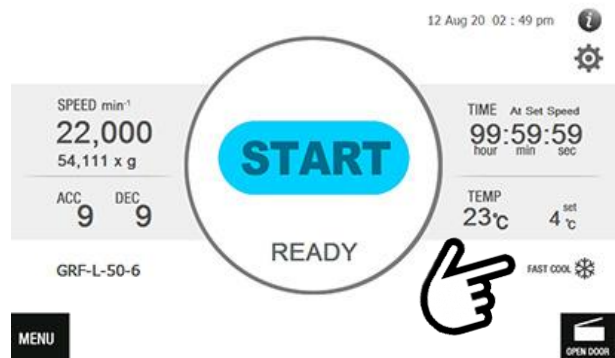 12 Aug 20 02 : 49 pm
i
SPEED min-1
22,000
54,111 x g
ACC
9
DEC
9
START
READY
TIME At Set Speed
99:59:59
hour min sec
TEMP
23℃
set
4℃
GRF-L-50-6
FAST COOL
MENU
OPEN DOOR